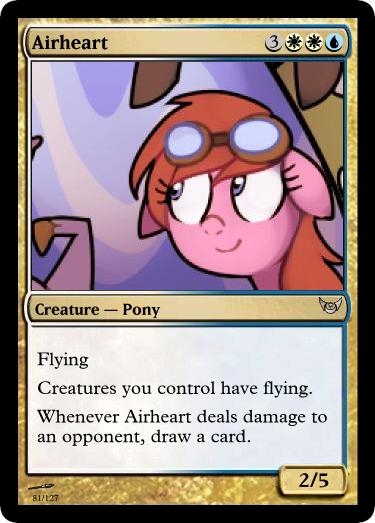 Airheart 3
Creature — Pony
Flying
Creatures you control have flying.
Whenever Airheart deals damage to
an opponent, draw a card.
2/5
81/127